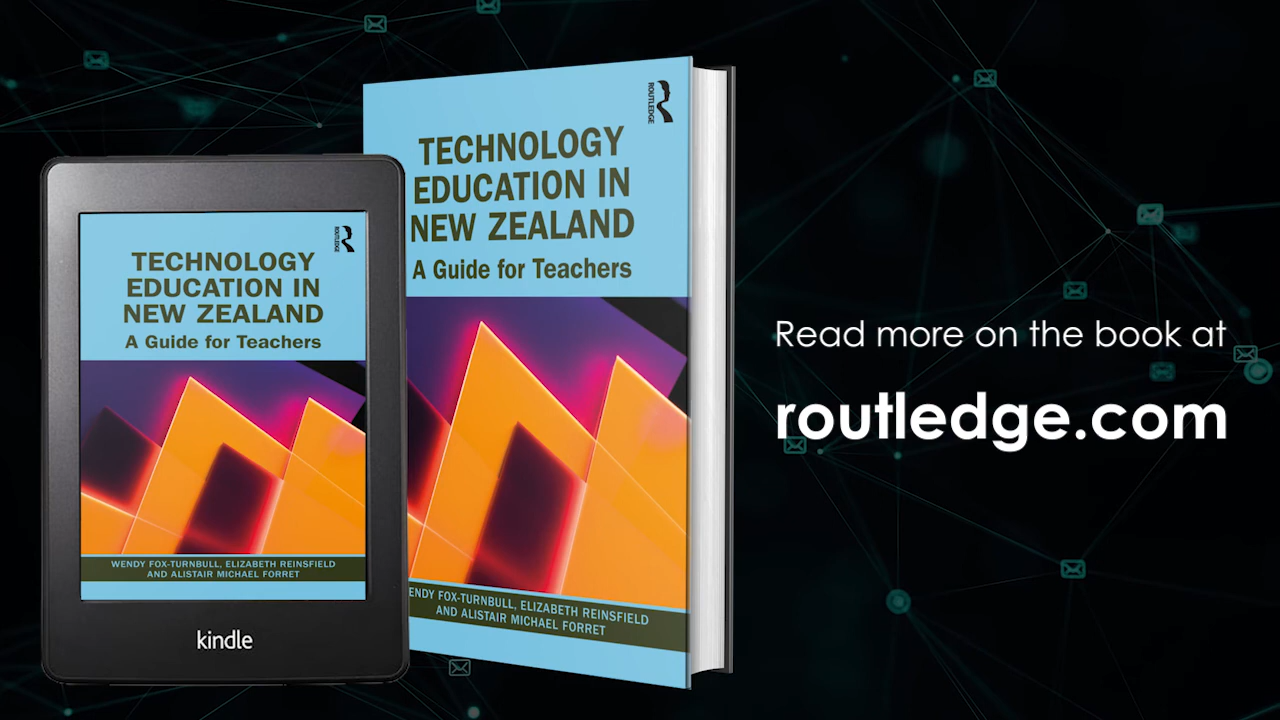 ROUTLEDGE
TECHNOLOGY
EDUCATION IN
NEW ZEALAND
A Guide for Teachers
WENDY FOX-TURNBULL, ELIZABETH REINSFIELD
AND ALISTAIR MICHAEL FORRET
kindle
ROUTLEDGE
TECHNOLOGY
EDUCATION IN
NEW ZEALAND
A Guide for Teachers
ENDY FOX-TURNBULL, ELIZABETH REINSFIELD
AND ALISTAIR MICHAEL FORRET
Read more on the book at
routledge.com